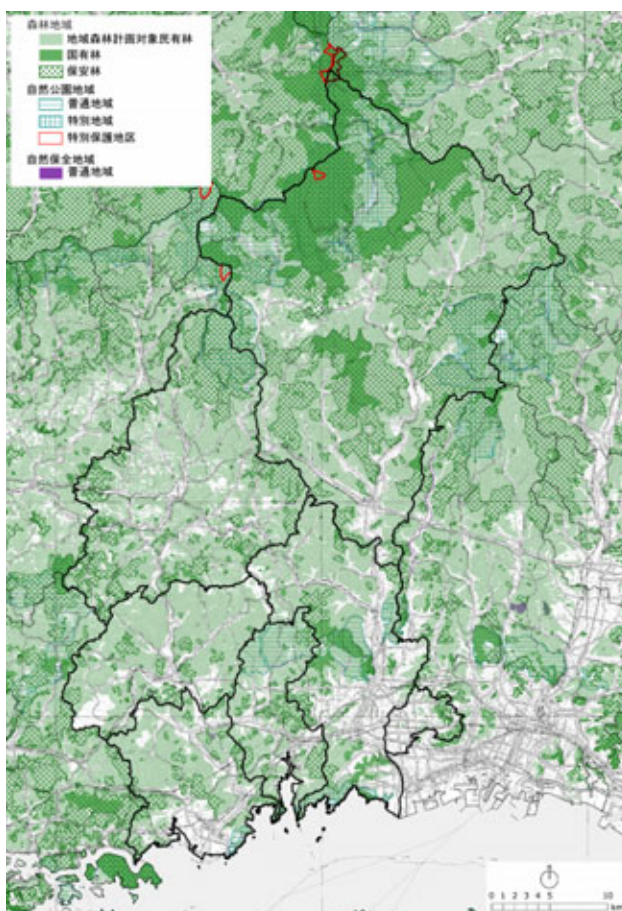 森林地域
地域森林計画対象民有林
国有林
保安林
自然公園地域
普通地域
特別地域
特別保護地区
自然保全地域
普通地域
0 1 2 3 4 5 10
km